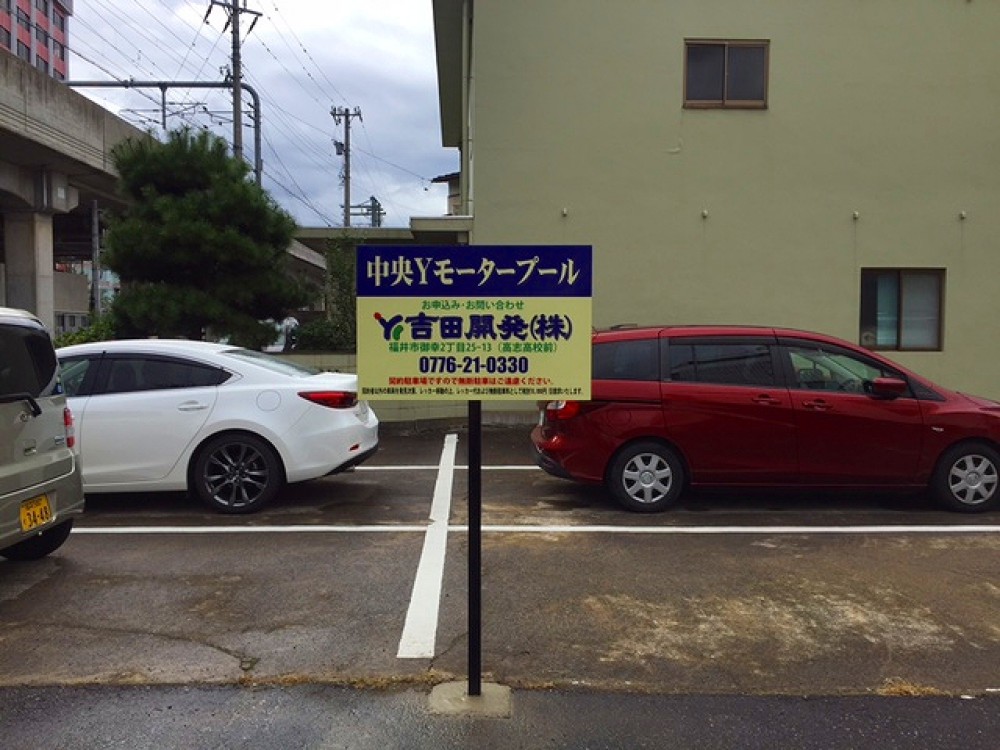 中央Yモータープール
お申込み・お問い合わせ
吉田開発(株)
福井市御幸2丁目25-13(高志高校前)
0776-21-0330
契約駐車場ですので無断駐車はご遠慮ください。
34-48